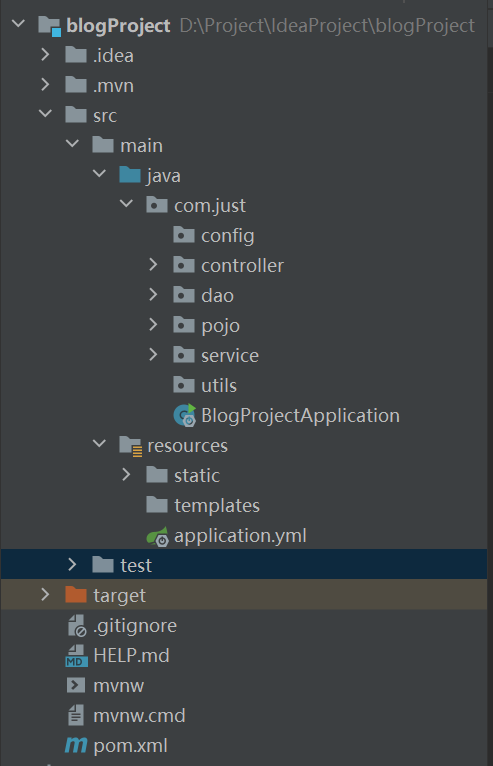 blogProject D:\Project\IdeaProject\blogProject
.idea
.mvn
src
main
java
com.just
config
controller
dao
pojo
service
utils
BlogProjectApplication
resources
static
templates
application.yml
test
target
.gitignore
MD HELP.md
mvnw
mvnw.cmd
m pom.xml